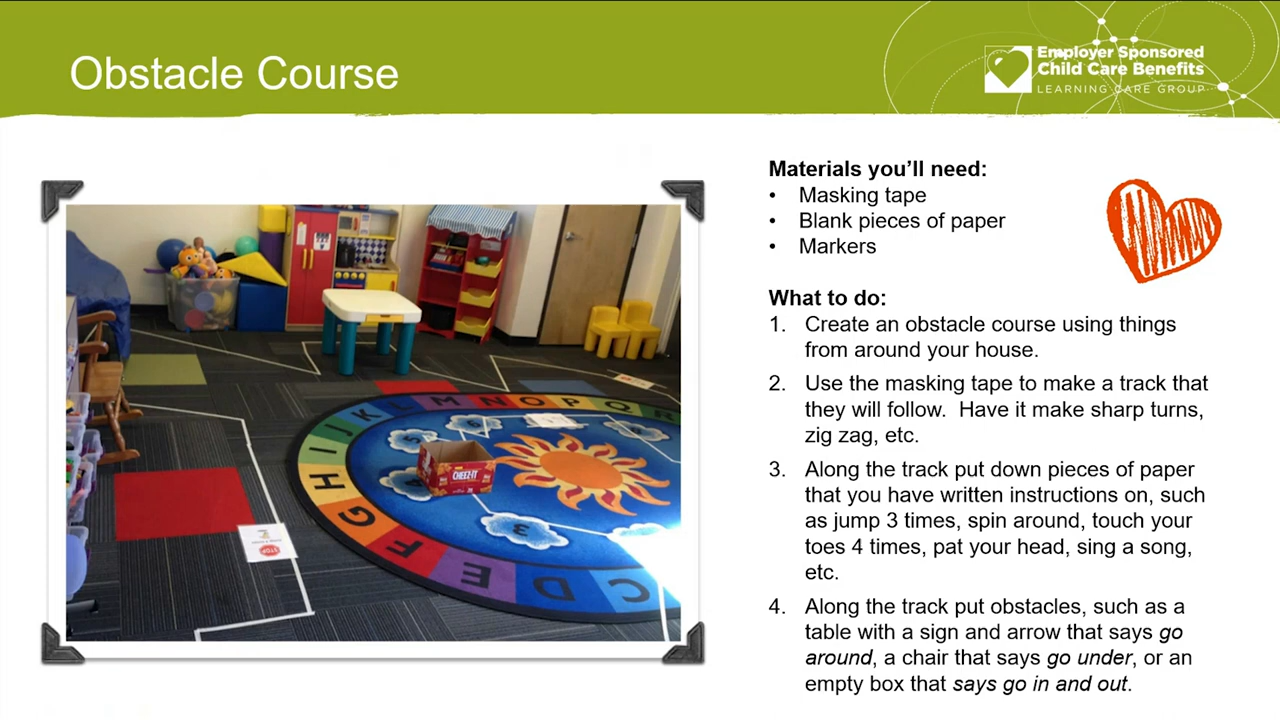 Obstacle Course
Employer Sponsored
Child Care Benefits
LEARNING CARE GROUP
Materials you’ll need:
• Masking tape
• Blank pieces of paper
• Markers
What to do:
1. Create an obstacle course using things
from around your house.
2. Use the masking tape to make a track that
they will follow.  Have it make sharp turns,
zig zag, etc.
3. Along the track put down pieces of paper
that you have written instructions on, such
as jump 3 times, spin around, touch your
toes 4 times, pat your head, sing a song,
etc.
4. Along the track put obstacles, such as a
table with a sign and arrow that says go
around, a chair that says go under, or an
empty box that says go in and out.
K L M N O P Q R
J
I
H
G
F
E
D
C
5 6
4
3
CHEEZ-IT
STOP